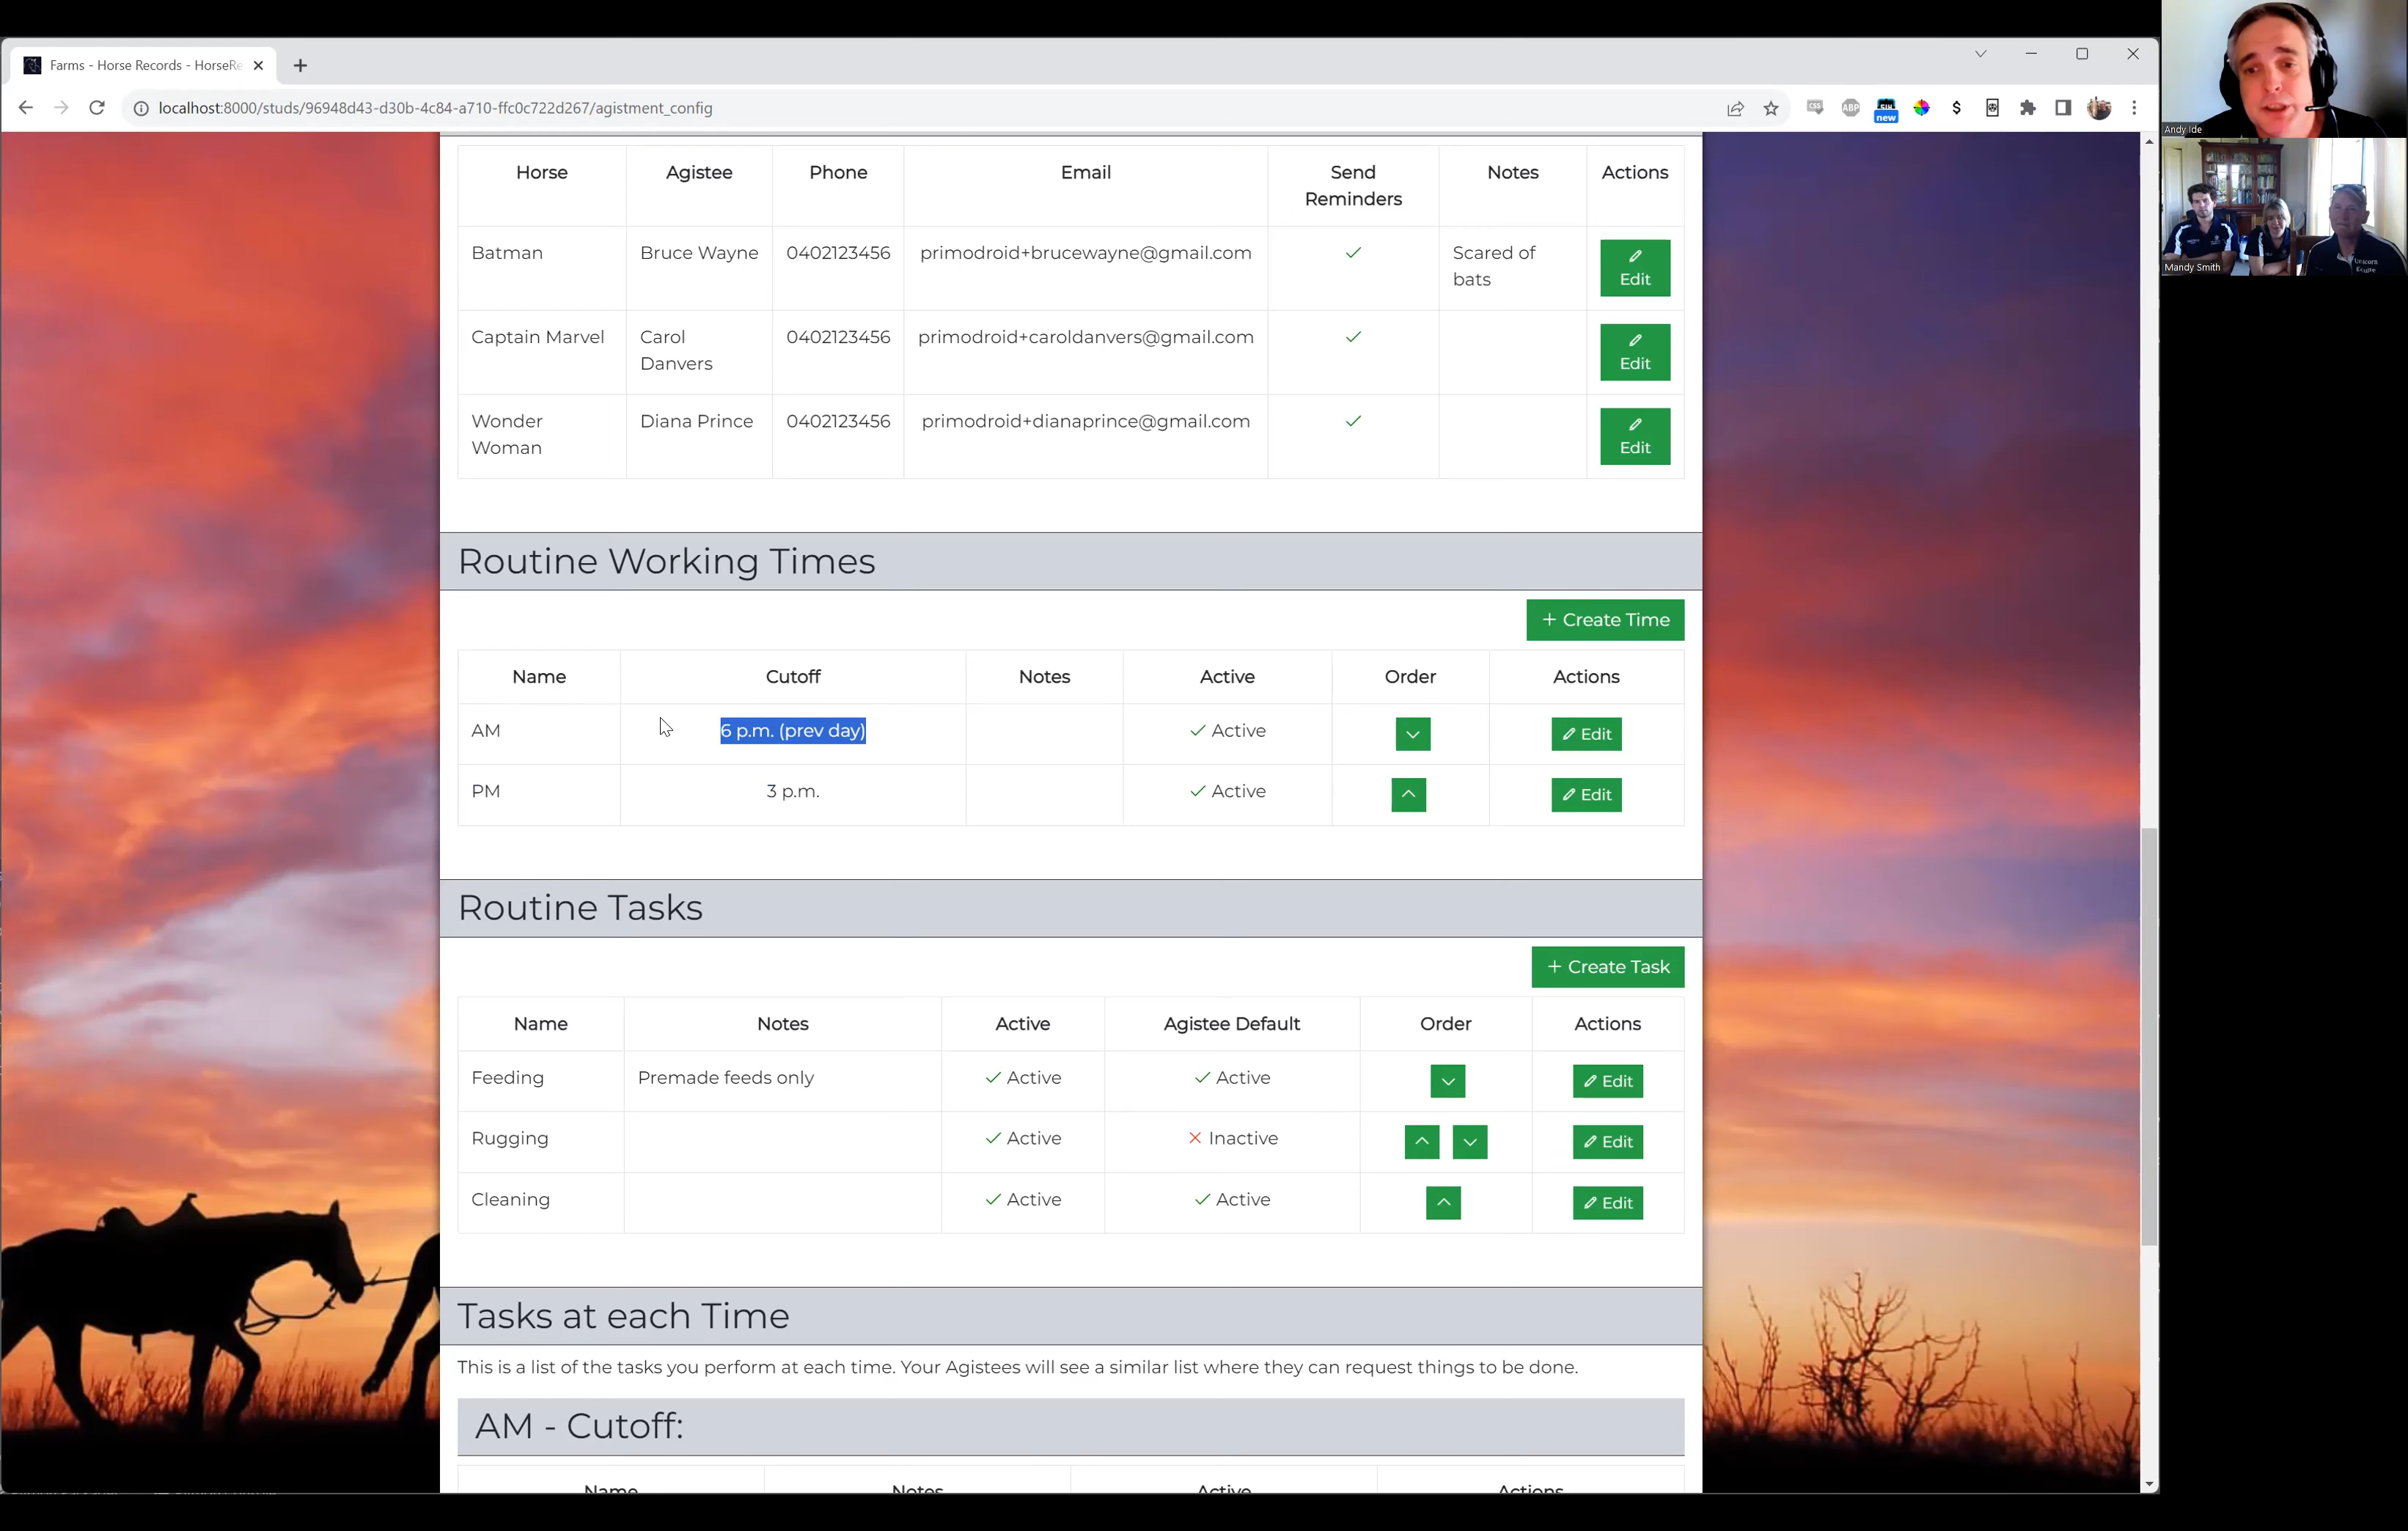 Farms - Horse Records - HorseRe
localhost:8000/studs/96948d43-d30b-4c84-a710-ffc0c722d267/agistment_config
CSS
ABP
new
$
Andy Ide
Mandy Smith
Horse Agistee Phone Email Send Reminders Notes Actions
Batman Bruce Wayne 0402123456 primodroid+brucewayne@gmail.com Scared of bats Edit
Captain Marvel Carol Danvers 0402123456 primodroid+caroldanvers@gmail.com Edit
Wonder Woman Diana Prince 0402123456 primodroid+dianaprince@gmail.com Edit
Routine Working Times
+ Create Time
Name Cutoff Notes Active Order Actions
AM 6 p.m. (prev day) Active Edit
PM 3 p.m. Active Edit
Routine Tasks
+ Create Task
Name Notes Active Agistee Default Order Actions
Feeding Premade feeds only Active Active Edit
Rugging Active Inactive Edit
Cleaning Active Active Edit
Tasks at each Time
This is a list of the tasks you perform at each time. Your Agistees will see a similar list where they can request things to be done.
AM - Cutoff:
Name Notes Active Actions